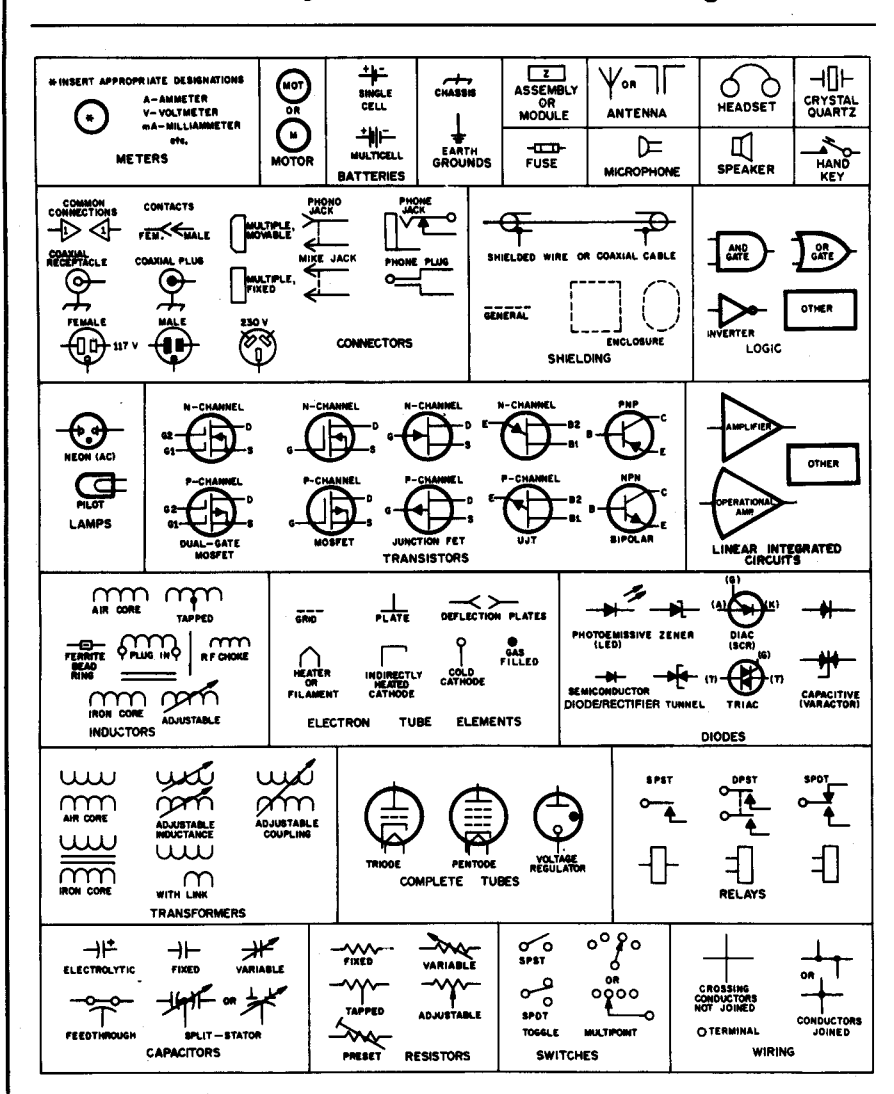 * INSERT APPROPRIATE DESIGNATIONS
*
A-AMMETER
V-VOLTMETER
mA-MILLIAMMETER
etc.
METERS
MOT
OR
M
MOTOR
SINGLE
CELL
MULTICELL
BATTERIES
CHASSIS
EARTH
GROUNDS
Z
ASSEMBLY
OR
MODULE
FUSE
OR
ANTENNA
MICROPHONE
HEADSET
SPEAKER
CRYSTAL
QUARTZ
HAND
KEY
COMMON
CONNECTIONS
1 1
CONTACTS
FEM. MALE
COAXIAL
RECEPTACLE
COAXIAL PLUG
MULTIPLE,
MOVABLE
MULTIPLE,
FIXED
PHONO
JACK
MIKE JACK
PHONE
JACK
PHONE PLUG
FEMALE
117 V
MALE
230 V
CONNECTORS
SHIELDED WIRE OR COAXIAL CABLE
GENERAL
ENCLOSURE
SHIELDING
AND
GATE
OR
GATE
INVERTER
OTHER
LOGIC
NEON (AC)
PILOT
LAMPS
N-CHANNEL
G2
G1
D
S
N-CHANNEL
G
D
S
N-CHANNEL
G
D
S
N-CHANNEL
E
B2
B1
PNP
B
C
E
P-CHANNEL
G2
G1
D
S
DUAL-GATE
MOSFET
P-CHANNEL
G
D
S
MOSFET
P-CHANNEL
G
D
S
JUNCTION FET
P-CHANNEL
E
B2
B1
UJT
NPN
B
C
E
BIPOLAR
TRANSISTORS
AMPLIFIER
OTHER
OPERATIONAL
AMP.
LINEAR INTEGRATED
CIRCUITS
AIR CORE
TAPPED
FERRITE
BEAD
RING
PLUG IN
RF CHOKE
IRON CORE
ADJUSTABLE
INDUCTORS
GRID
PLATE
DEFLECTION PLATES
HEATER
OR
FILAMENT
INDIRECTLY
HEATED
CATHODE
COLD
CATHODE
GAS
FILLED
ELECTRON TUBE ELEMENTS
PHOTOEMISSIVE
(LED)
ZENER
(G)
(A) (K)
DIAC
(SCR)
SEMICONDUCTOR
DIODE/RECTIFIER
TUNNEL
(G)
(T) (T)
TRIAC
CAPACITIVE
(VARACTOR)
DIODES
AIR CORE
ADJUSTABLE
INDUCTANCE
ADJUSTABLE
COUPLING
IRON CORE
WITH LINK
TRANSFORMERS
TRIODE
PENTODE
VOLTAGE
REGULATOR
COMPLETE TUBES
SPST
DPST
SPDT
RELAYS
ELECTROLYTIC
FIXED
VARIABLE
FEEDTHROUGH
OR
SPLIT-STATOR
CAPACITORS
FIXED
VARIABLE
TAPPED
ADJUSTABLE
PRESET
RESISTORS
SPST
SPDT
TOGGLE
OR
MULTIPOINT
SWITCHES
CROSSING
CONDUCTORS
NOT JOINED
TERMINAL
OR
CONDUCTORS
JOINED
WIRING